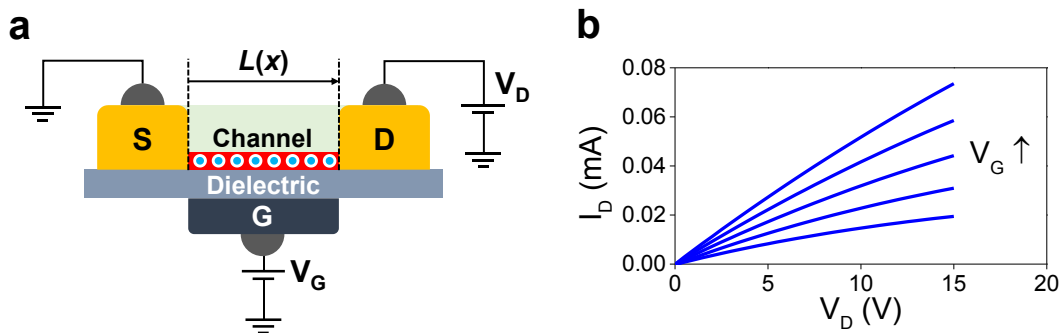 a
L(x)
V_D
S
Channel
D
Dielectric
G
V_G
b
0.08
0.06
0.04
0.02
0.00
I_D (mA)
V_G ↑
0
5
10
15
20
V_D (V)